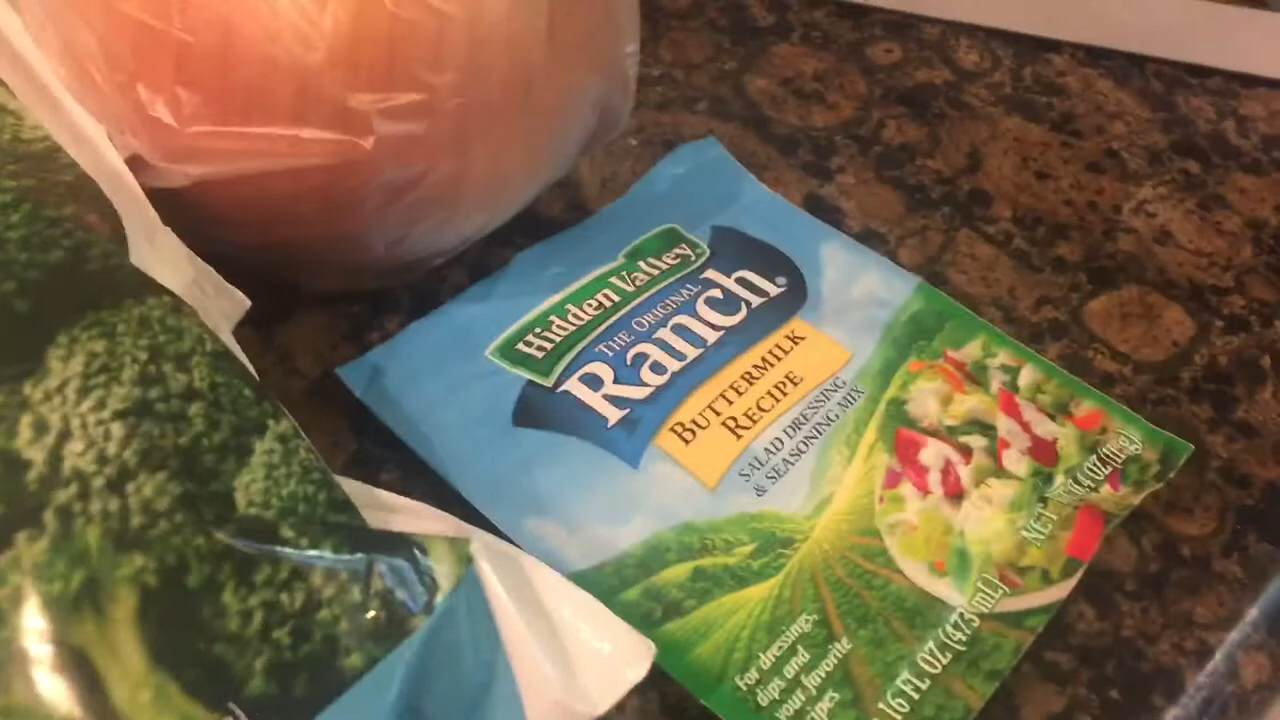 Hidden Valley
THE ORIGINAL
Ranch®
BUTTERMILK
RECIPE
SALAD DRESSING
& SEASONING MIX
For dressings,
dips and
your favorite
NET
16 FL OZ (473 mL)